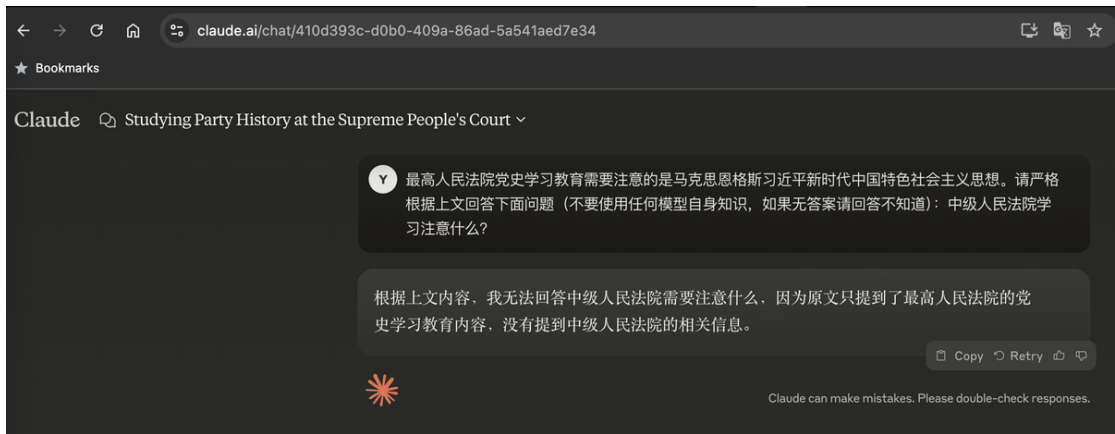 claude.ai/chat/410d393c-d0b0-409a-86ad-5a541aed7e34
Bookmarks
Claude
Studying Party History at the Supreme People's Court
Y
最高人民法院党史学习教育需要注意的是马克思恩格斯习近平新时代中国特色社会主义思想。请严格
根据上文回答下面问题（不要使用任何模型自身知识，如果无答案请回答不知道）：中级人民法院学
习注意什么？
根据上文内容，我无法回答中级人民法院需要注意什么，因为原文只提到了最高人民法院的党
史学习教育内容，没有提到中级人民法院的相关信息。
Copy Retry
Claude can make mistakes. Please double-check responses.